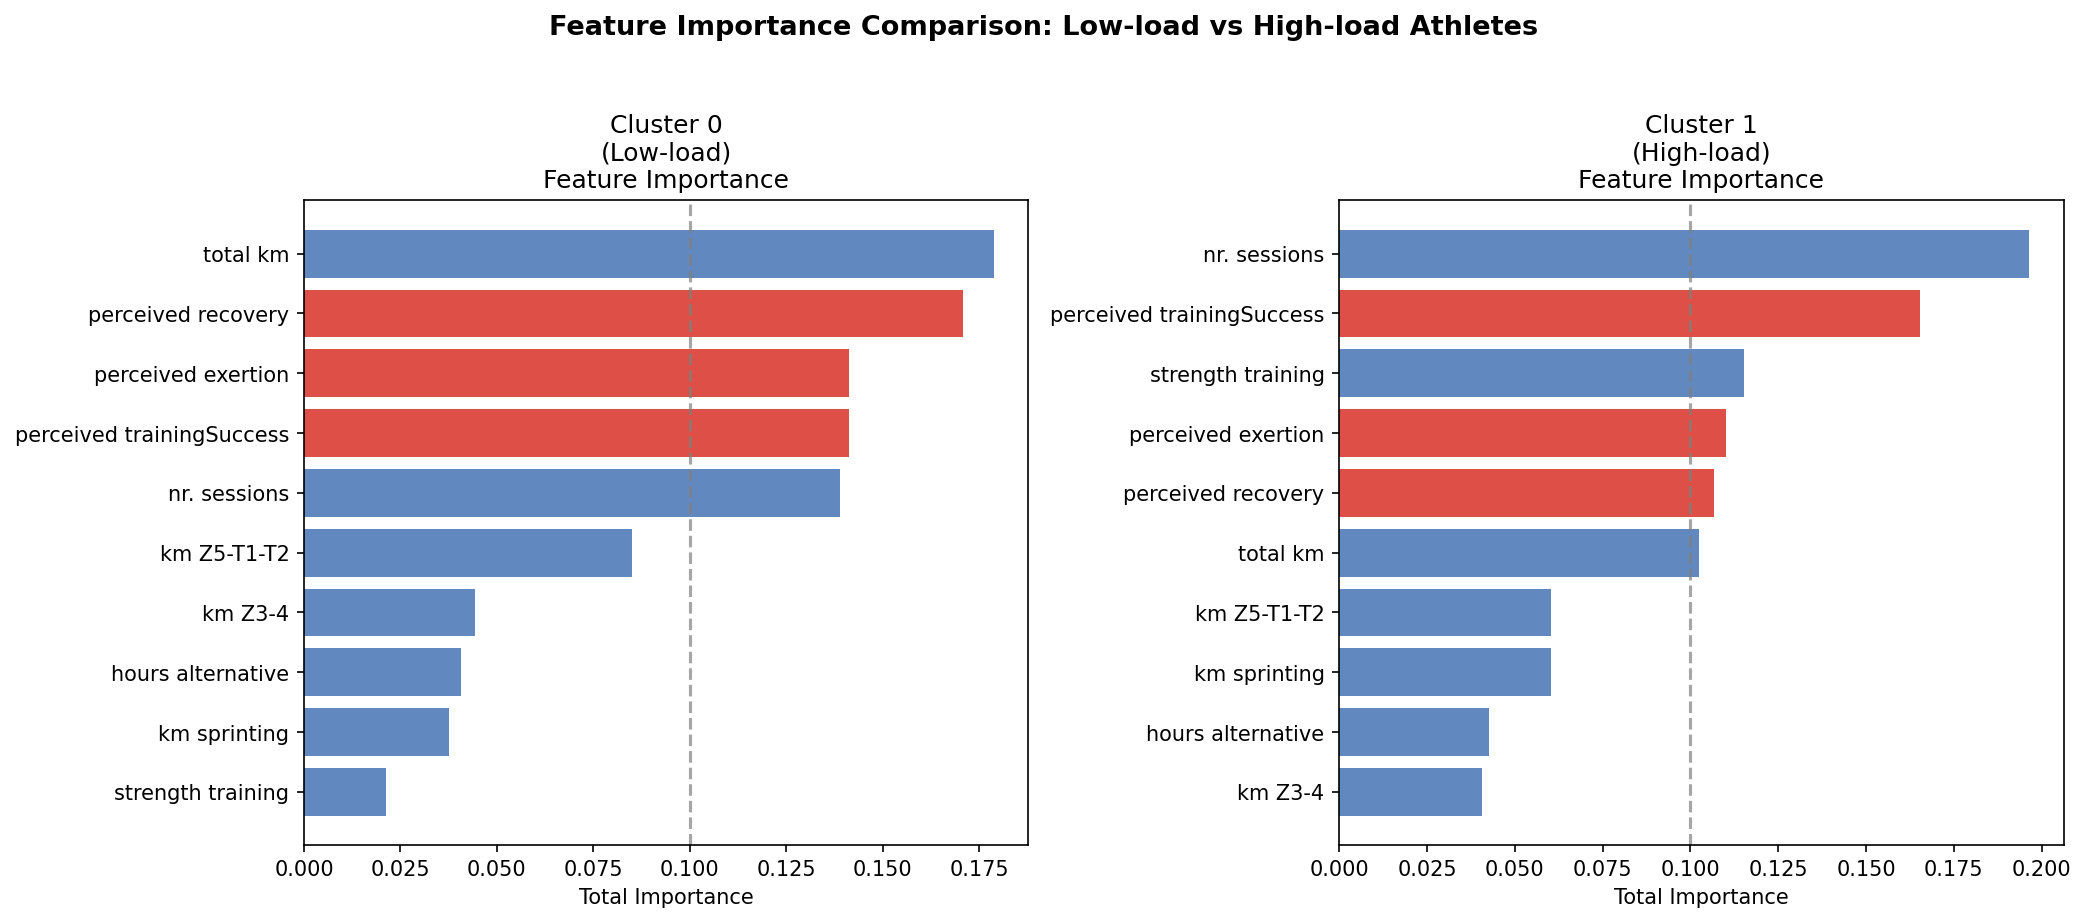 Feature Importance Comparison: Low-load vs High-load Athletes
Cluster 0
(Low-load)
Feature Importance
total km
perceived recovery
perceived exertion
perceived trainingSuccess
nr. sessions
km Z5-T1-T2
km Z3-4
hours alternative
km sprinting
strength training
0.000 0.025 0.050 0.075 0.100 0.125 0.150 0.175
Total Importance
Cluster 1
(High-load)
Feature Importance
nr. sessions
perceived trainingSuccess
strength training
perceived exertion
perceived recovery
total km
km Z5-T1-T2
km sprinting
hours alternative
km Z3-4
0.000 0.025 0.050 0.075 0.100 0.125 0.150 0.175 0.200
Total Importance